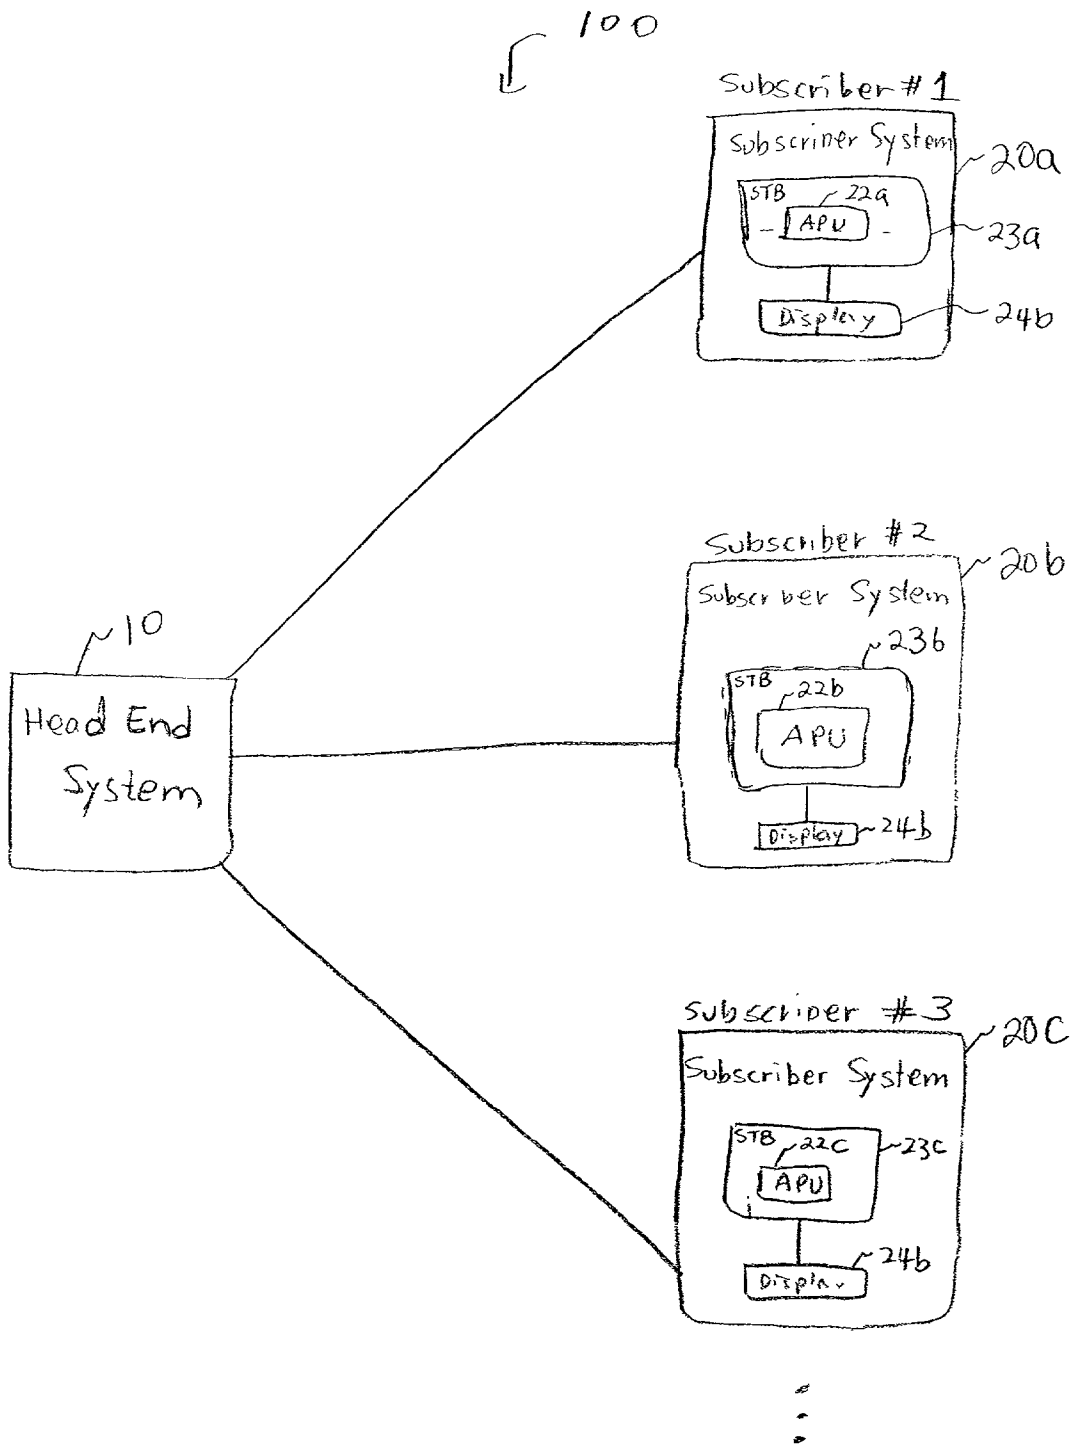 100
Subscriber #1
Subscriner System
20a
STB
22a
APU
23a
Display
24b
Subscriber #2
20b
Subscriber System
23b
STB
22b
APU
Display
24b
10
Head End
System
Subscriber #3
20C
Subscriber System
STB
22C
APU
23c
Display
24b